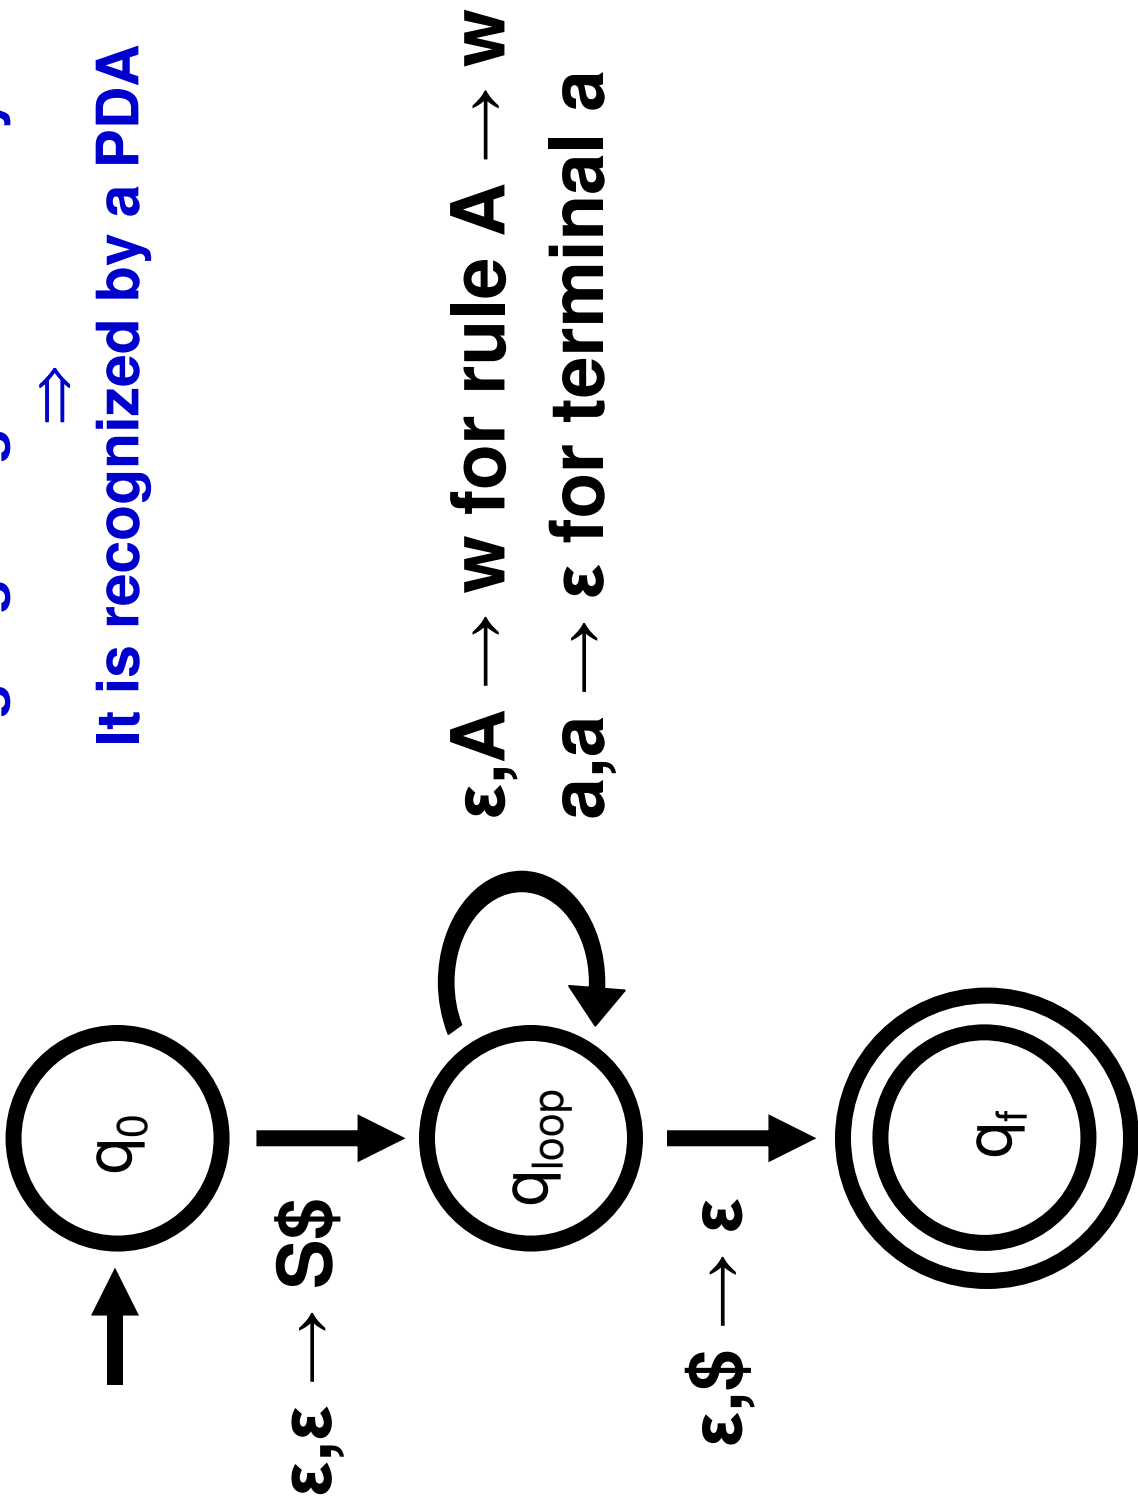 ⇒
It is recognized by a PDA
q0
ε,ε → S$
ε,A → w for rule A → w
a,a → ε for terminal a
qloop
ε,$ → ε
qf